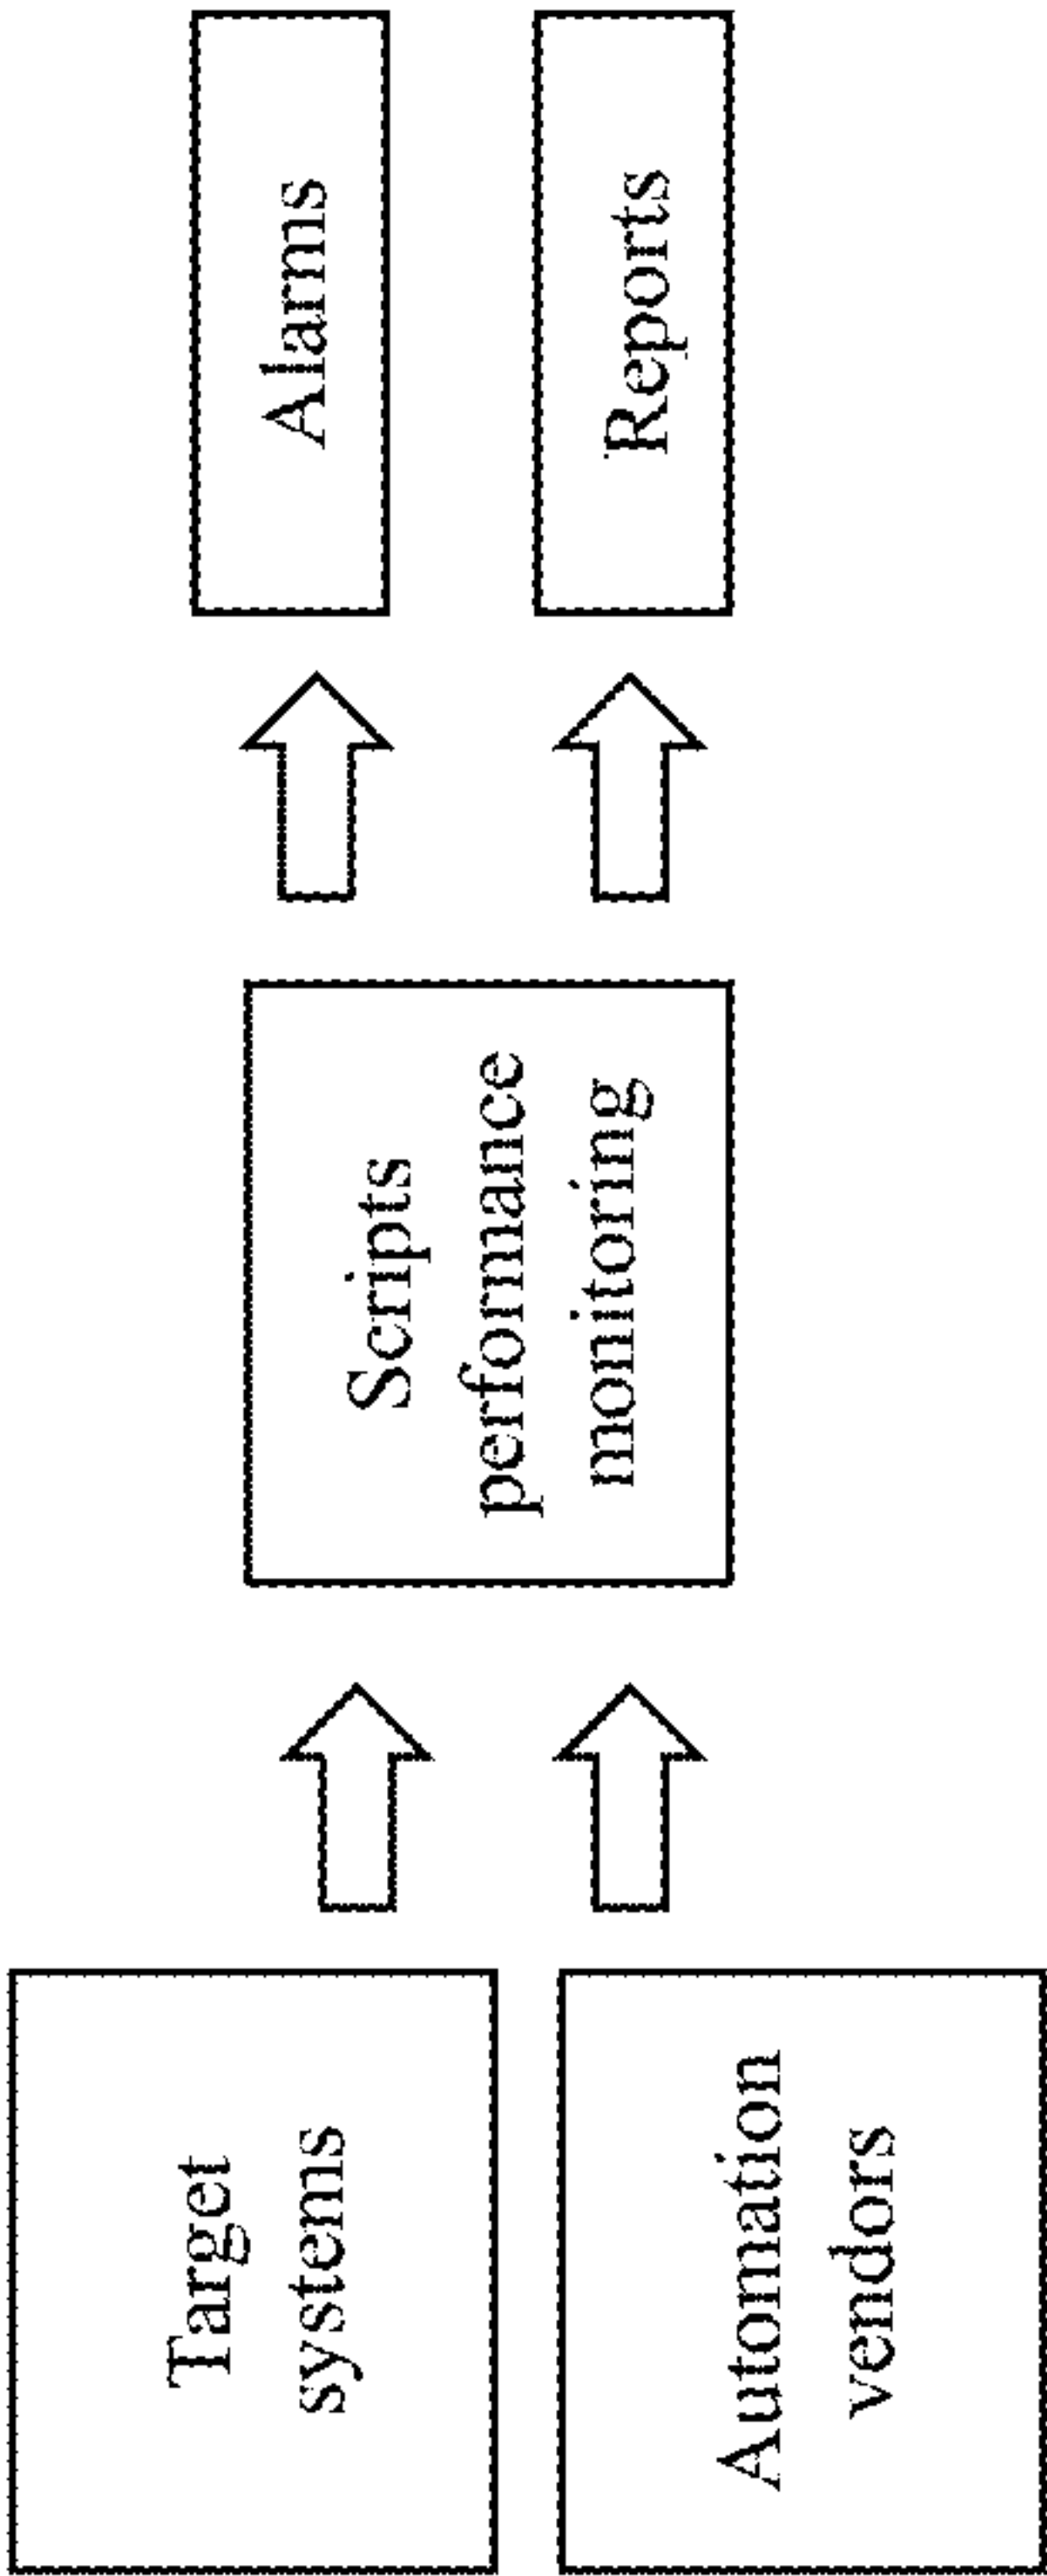 Target
systems
Automation
vendors
Scripts
performance
monitoring
Alarms
Reports